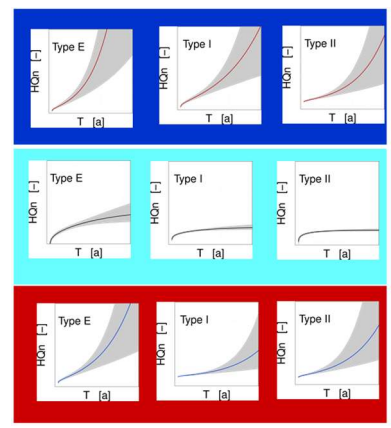 Type E
HQn [–]
T [a]
Type I
HQn [–]
T [a]
Type II
HQn [–]
T [a]
Type E
HQn [–]
T [a]
Type I
HQn [–]
T [a]
Type II
HQn [–]
T [a]
Type E
HQn [–]
T [a]
Type I
HQn [–]
T [a]
Type II
HQn [–]
T [a]